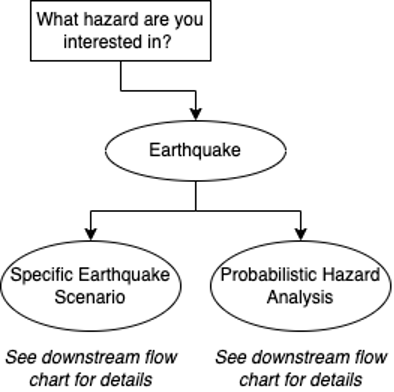 What hazard are you
interested in?
Earthquake
Specific Earthquake
Scenario
Probabilistic Hazard
Analysis
See downstream flow
chart for details
See downstream flow
chart for details